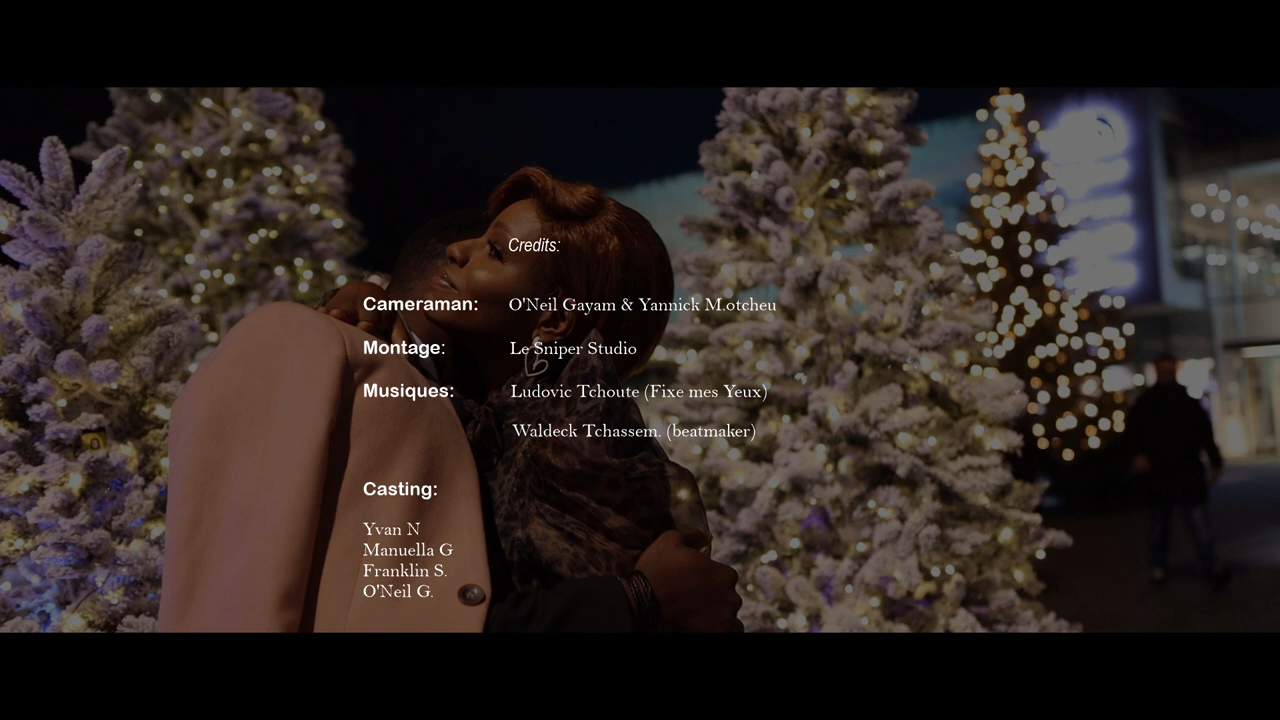 Credits:
Cameraman: O'Neil Gayam & Yannick M.otcheu
Montage: Le Sniper Studio
Musiques: Ludovic Tchoute (Fixe mes Yeux)
Waldeck Tchassem. (beatmaker)
Casting:
Yvan N
Manuella G
Franklin S.
O'Neil G.